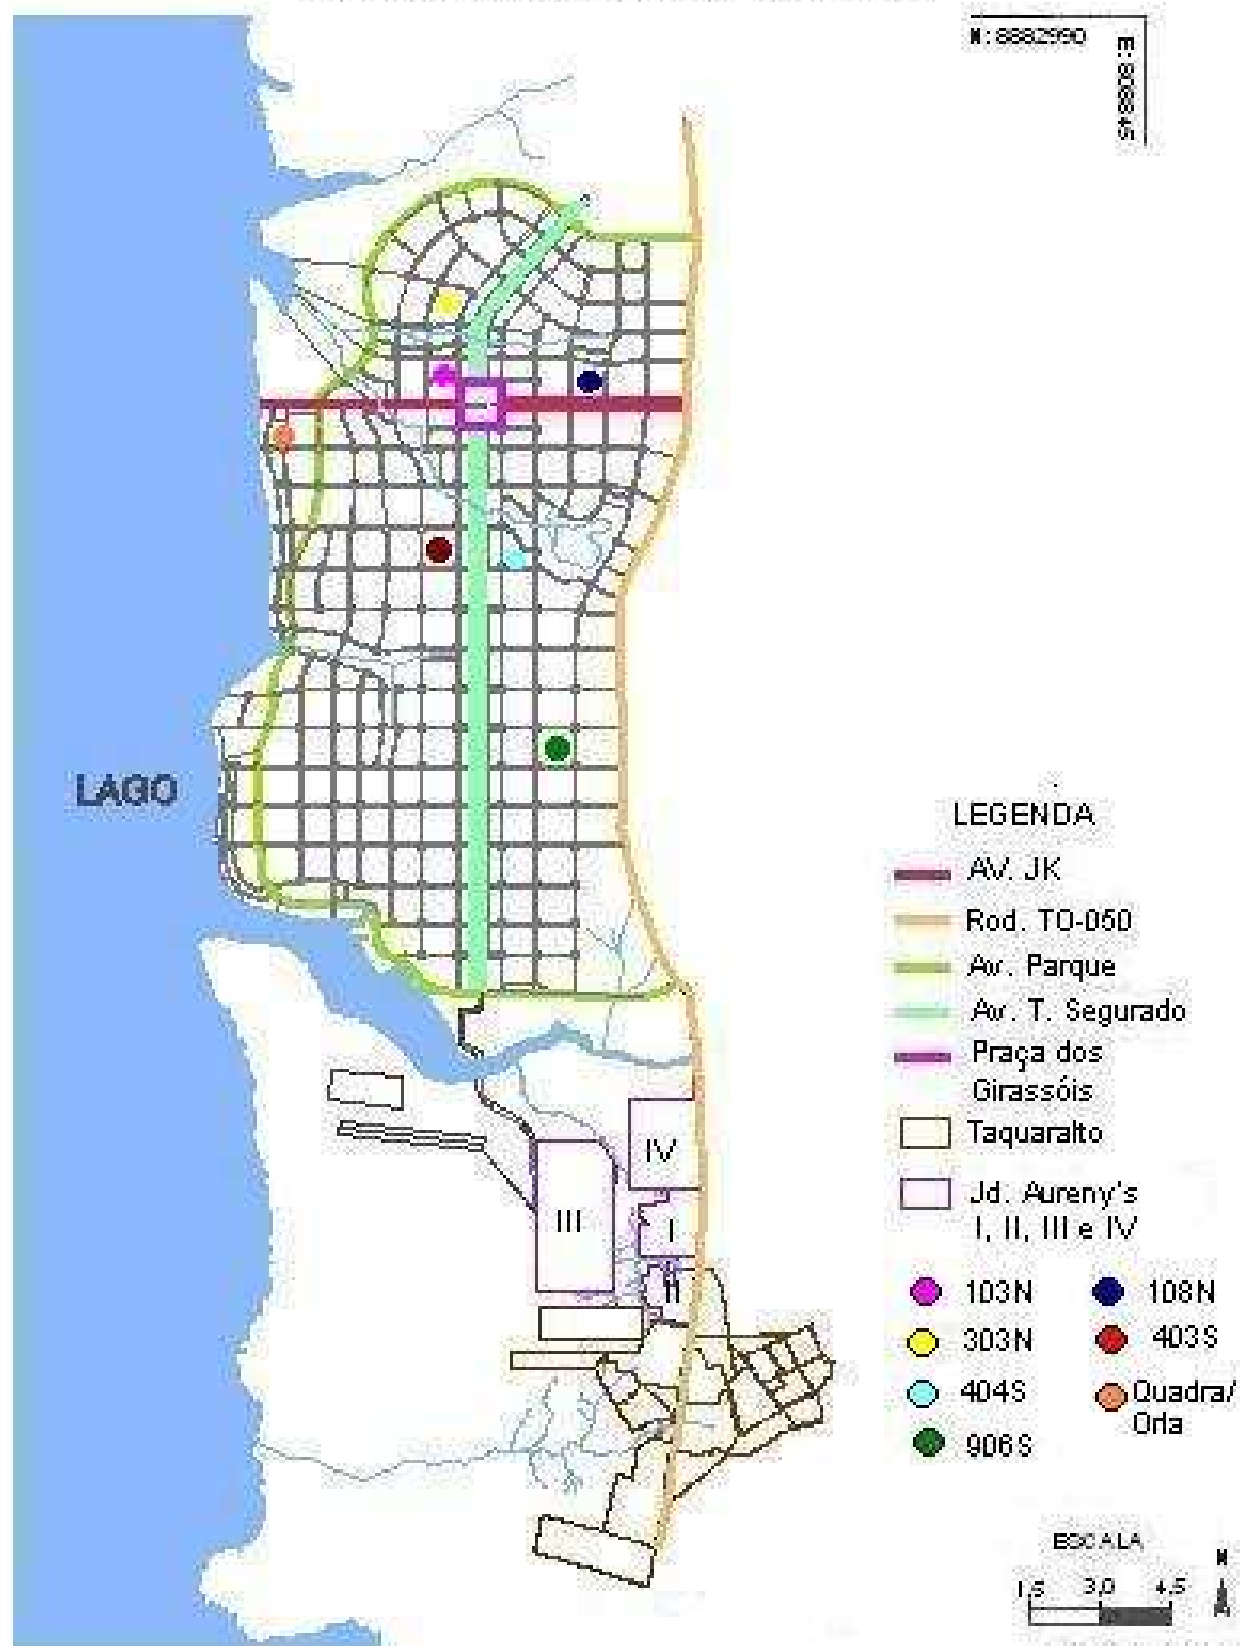 N:8882990
E:808845
LAGO
LEGENDA
AV. JK
Rod. TO-050
Av. Parque
Av. T. Segurado
Praça dos
Girassóis
Taquaralto
Jd. Aureny's
I, II, III e IV
IV
III
I
II
103N
108N
303N
403S
404S
Quadra/
Orla
906S
ESCALA
N
1,5 3,0 4,5